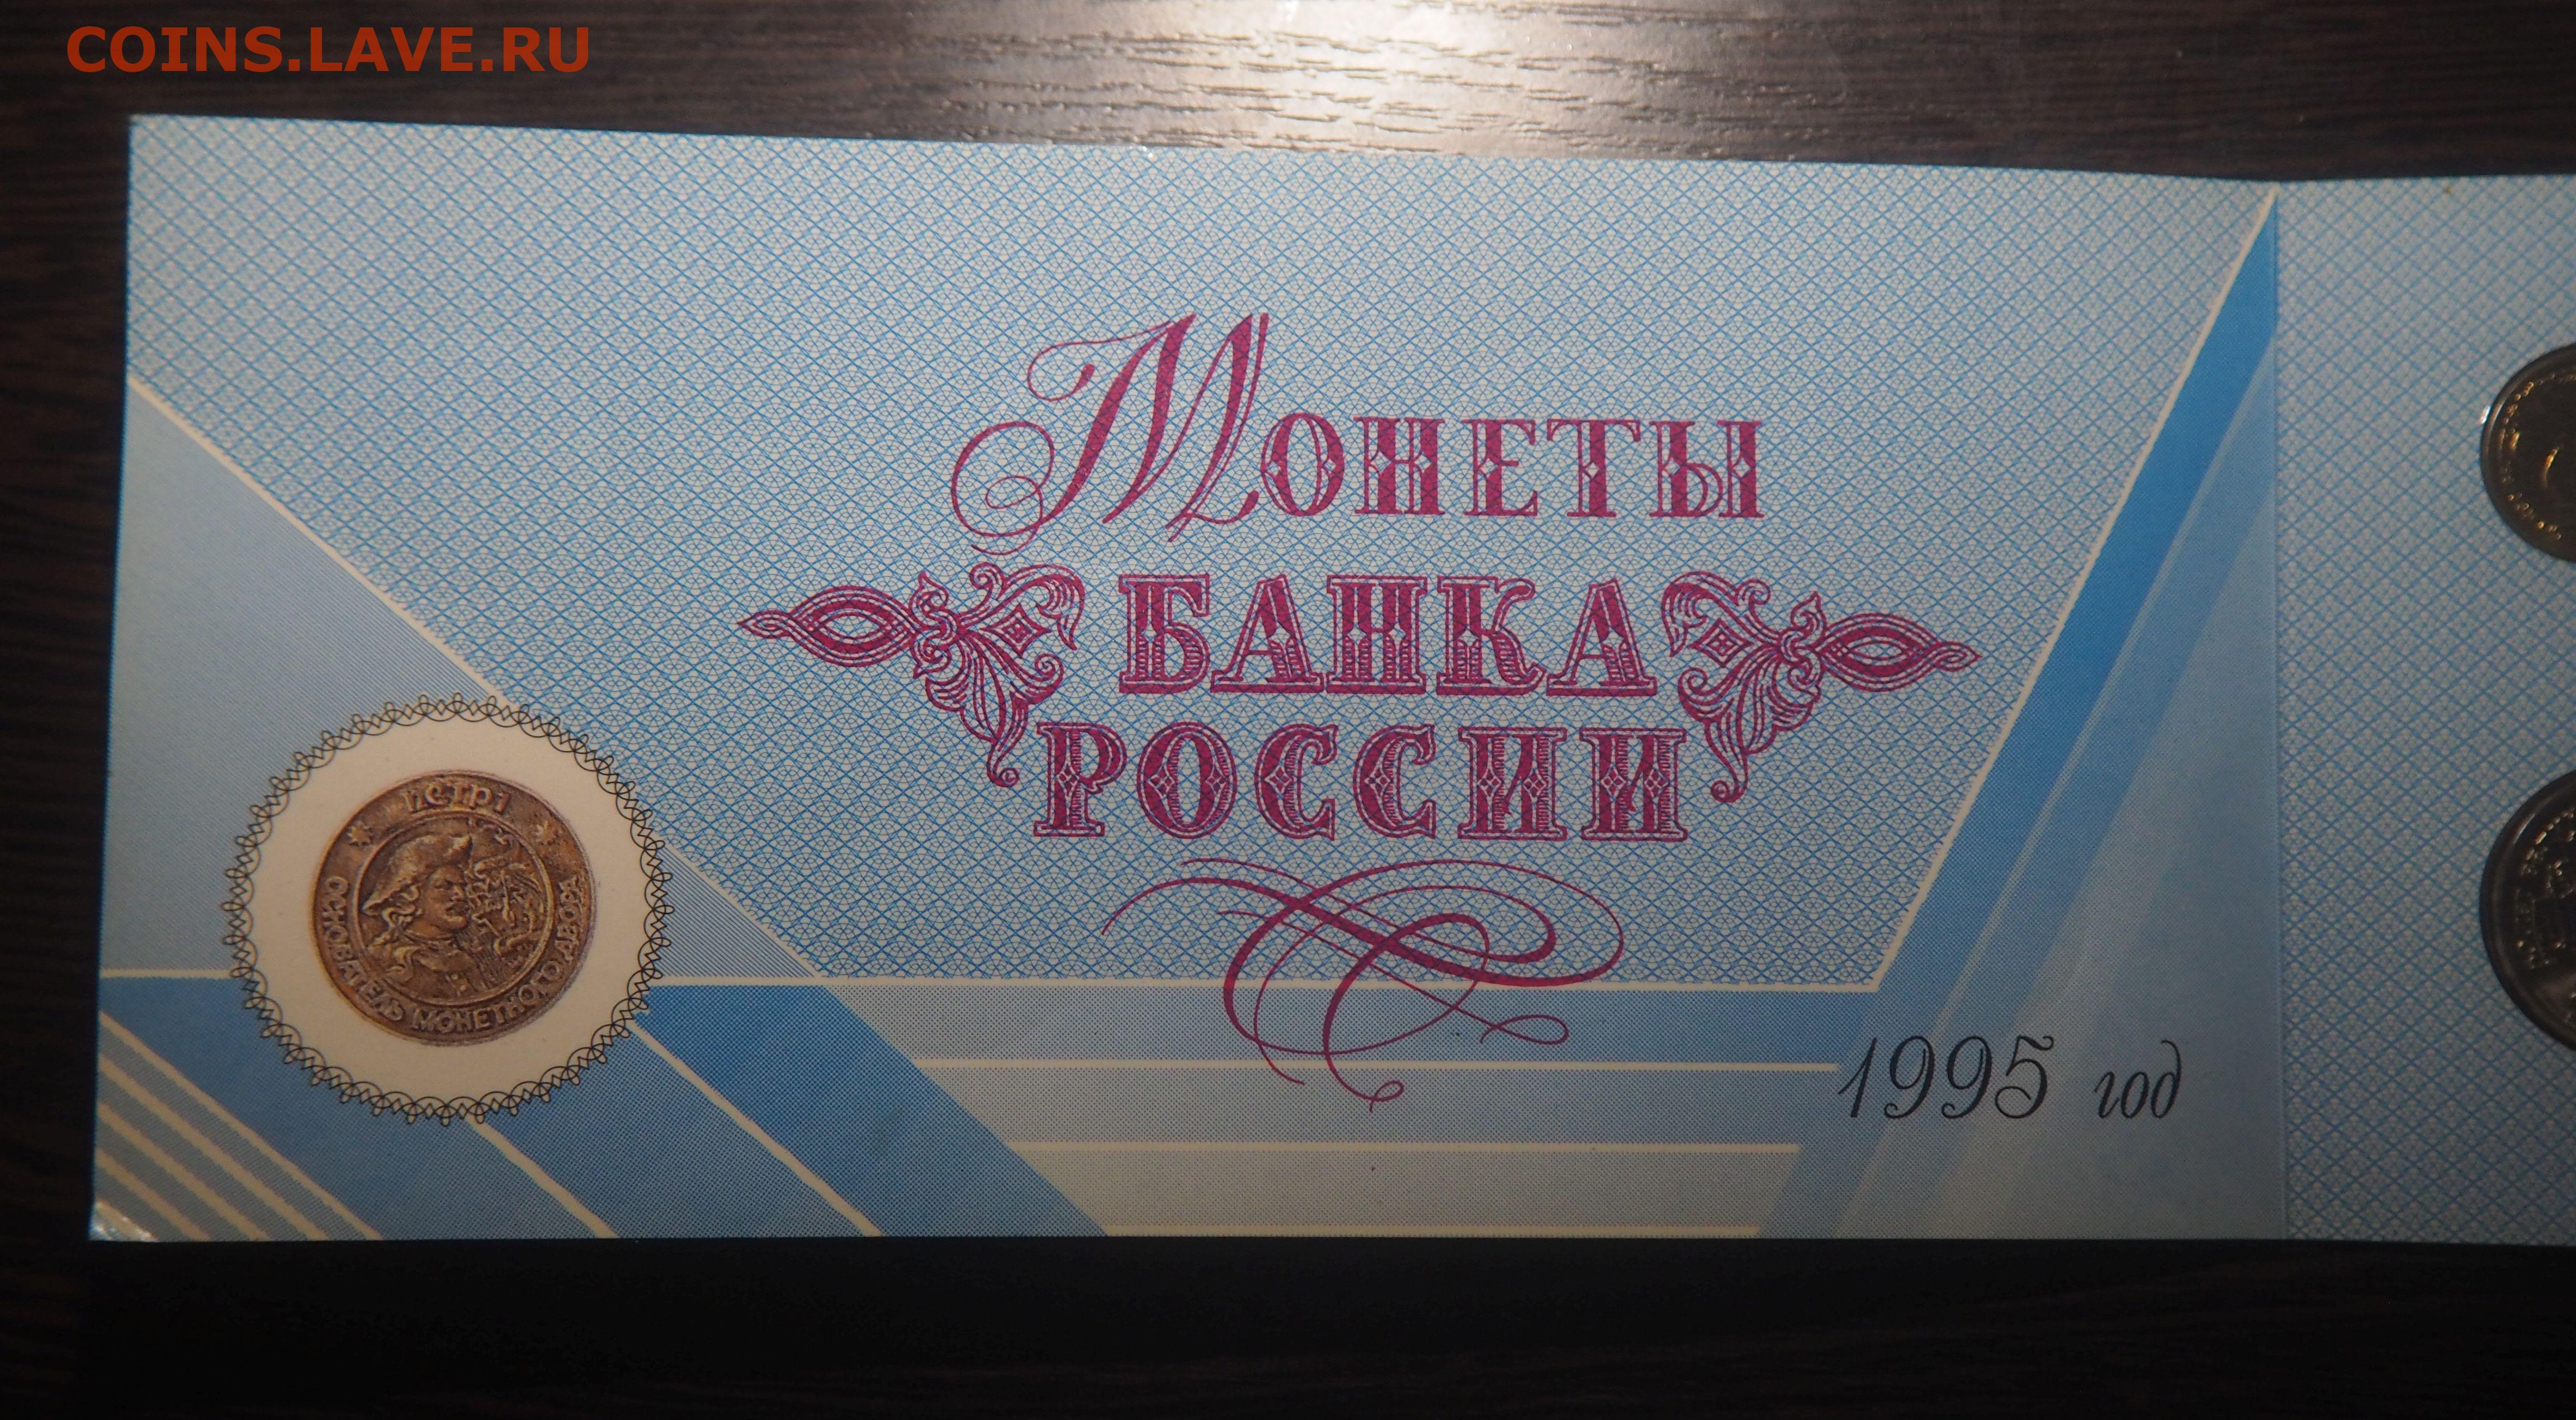 COINS.LAVE.RU
Монеты
БАНКА
РОССИИ
ПЕТР I
ОСНОВАТЕЛЬ МОНЕТНОГО ДВОРА
1995 год